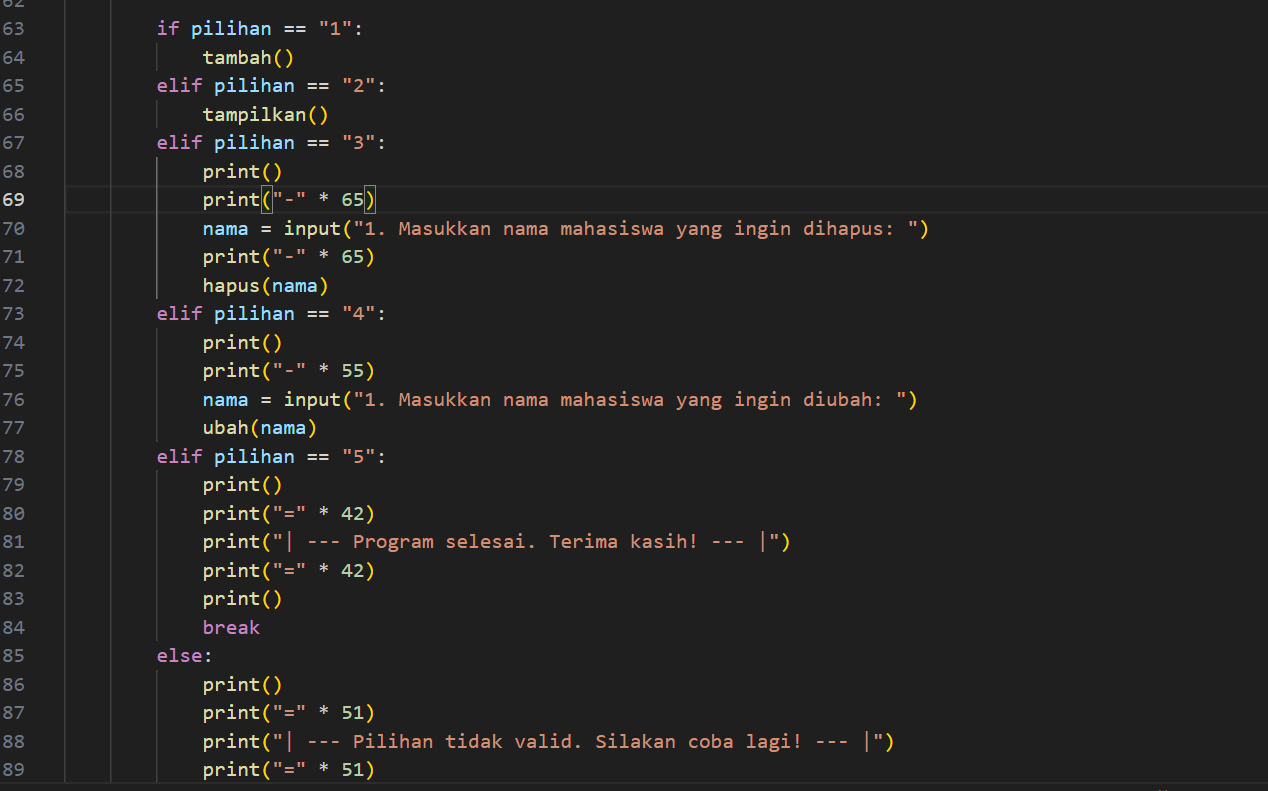 62
63 if pilihan == "1":
64 tambah()
65 elif pilihan == "2":
66 tampilkan()
67 elif pilihan == "3":
68 print()
69 print("-" * 65)
70 nama = input("1. Masukkan nama mahasiswa yang ingin dihapus: ")
71 print("-" * 65)
72 hapus(nama)
73 elif pilihan == "4":
74 print()
75 print("-" * 55)
76 nama = input("1. Masukkan nama mahasiswa yang ingin diubah: ")
77 ubah(nama)
78 elif pilihan == "5":
79 print()
80 print("=" * 42)
81 print("| --- Program selesai. Terima kasih! --- |")
82 print("=" * 42)
83 print()
84 break
85 else:
86 print()
87 print("=" * 51)
88 print("| --- Pilihan tidak valid. Silakan coba lagi! --- |")
89 print("=" * 51)